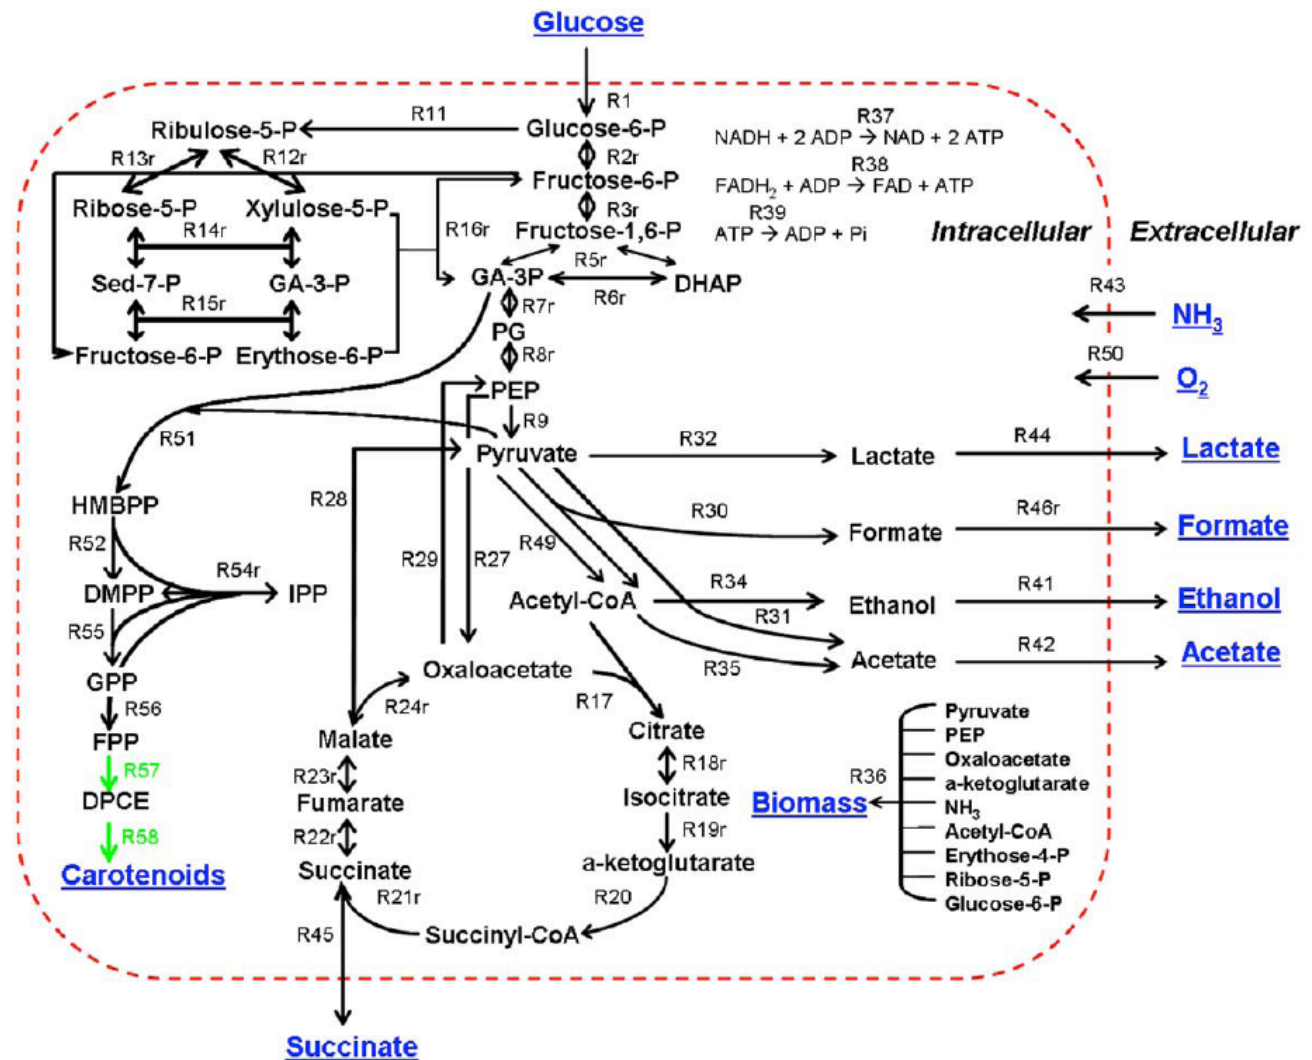 Glucose
R1
R11
Ribulose-5-P
Glucose-6-P
R37
NADH + 2 ADP → NAD + 2 ATP
R13r
R12r
R2r
R38
FADH₂ + ADP → FAD + ATP
Fructose-6-P
Ribose-5-P
Xylulose-5-P
R3r
R39
ATP → ADP + Pi
R16r
Fructose-1,6-P
Intracellular
Extracellular
R14r
R5r
Sed-7-P
GA-3-P
GA-3P
DHAP
R6r
R43
NH₃
R15r
R7r
PG
Fructose-6-P
Erythose-6-P
R8r
R50
O₂
PEP
R9
R51
Pyruvate
R32
Lactate
R44
Lactate
R28
HMBPP
R30
Formate
R46r
Formate
R52
R29
R27
R49
R54r
DMPP
IPP
Acetyl-CoA
R34
Ethanol
R41
Ethanol
R55
R31
R35
Acetate
R42
Acetate
Oxaloacetate
GPP
R24r
R17
R56
FPP
Malate
Citrate
R57
R23r
R18r
DPCE
Fumarate
Isocitrate
R58
R22r
R19r
Carotenoids
Succinate
a-ketoglutarate
R21r
R20
R45
Succinyl-CoA
Succinate
R36
Biomass
Pyruvate
PEP
Oxaloacetate
a-ketoglutarate
NH₃
Acetyl-CoA
Erythose-4-P
Ribose-5-P
Glucose-6-P